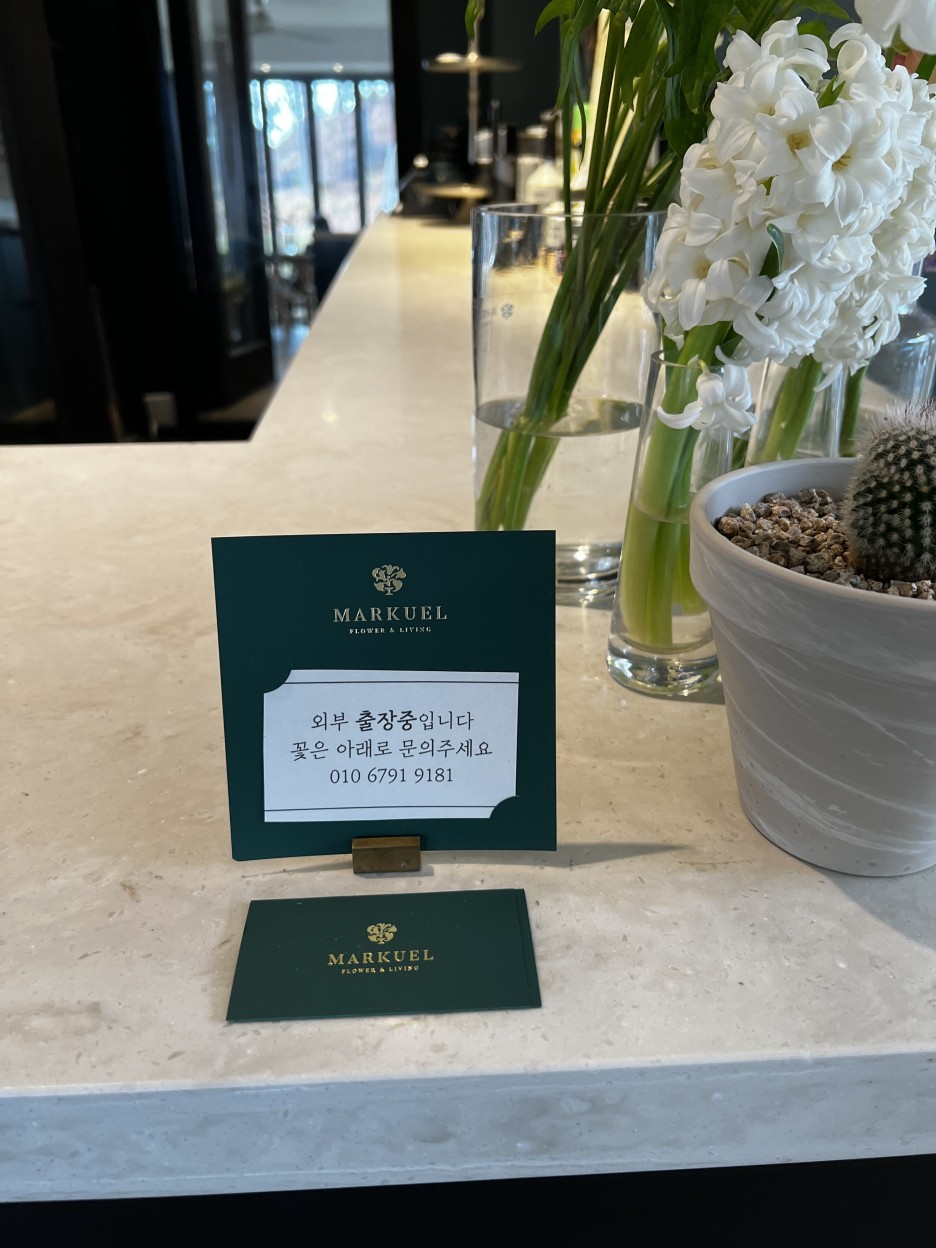 MARKUEL
FLOWER & LIVING
외부 출장중입니다
꽃은 아래로 문의주세요
010 6791 9181
MARKUEL
FLOWER & LIVING